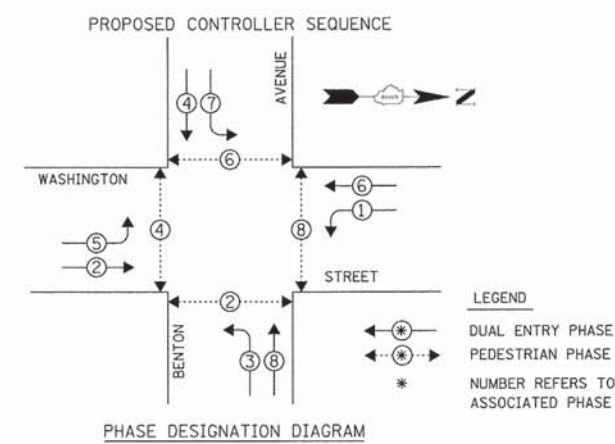 PROPOSED CONTROLLER SEQUENCE
AVENUE
4 7
6
WASHINGTON
6
1
4
8
5
2
STREET
2
BENTON
3 8
LEGEND
* DUAL ENTRY PHASE
* PEDESTRIAN PHASE
* NUMBER REFERS TO
ASSOCIATED PHASE
PHASE DESIGNATION DIAGRAM